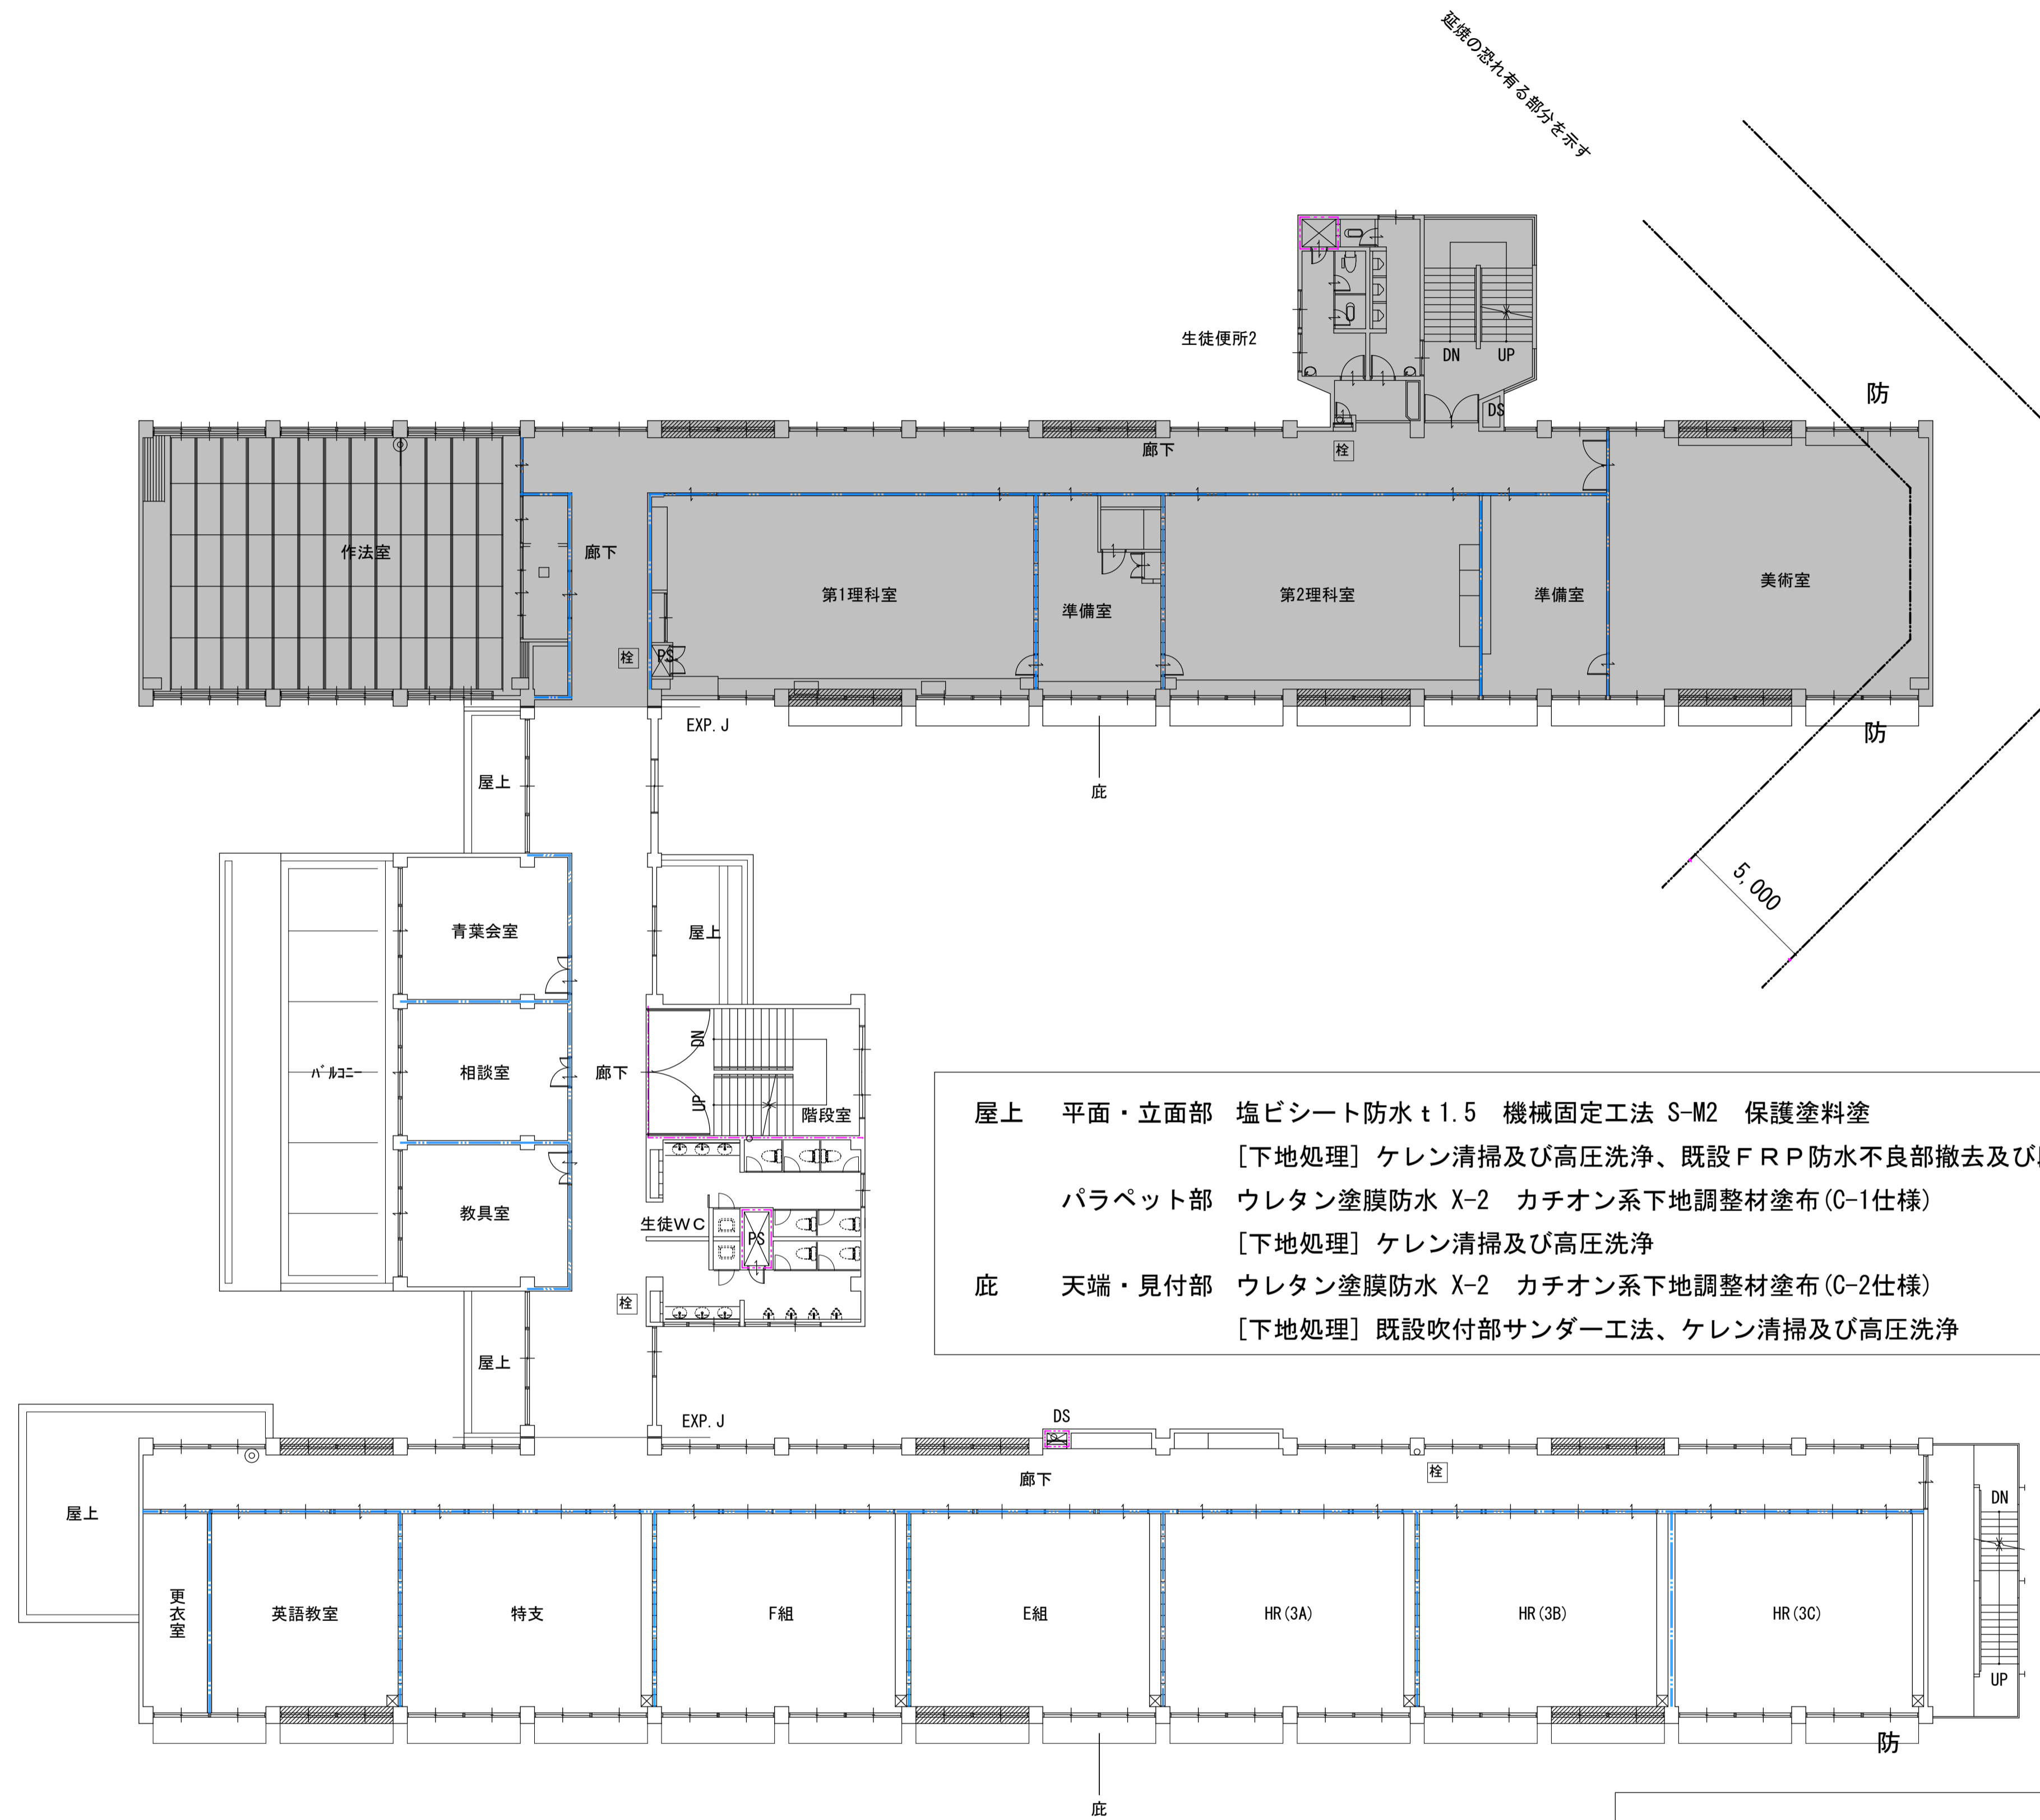 延焼の恐れ有る部分を示す
生徒便所2
DN
UP
防
DS
廊下
栓
作法室
廊下
第1理科室
準備室
第2理科室
準備室
美術室
栓
PS
EXP.J
防
屋上
庇
5,000
青葉会室
屋上
バルコニー
相談室
廊下
DN
UP
階段室
教具室
生徒WC
PS
栓
屋上
屋上 平面・立面部 塩ビシート防水 t 1.5 機械固定工法 S-M2 保護塗料塗
[下地処理] ケレン清掃及び高圧洗浄、既設FRP防水不良部撤去及び
パラペット部 ウレタン塗膜防水 X-2 カチオン系下地調整材塗布(C-1仕様)
[下地処理] ケレン清掃及び高圧洗浄
庇 天端・見付部 ウレタン塗膜防水 X-2 カチオン系下地調整材塗布(C-2仕様)
[下地処理] 既設吹付部サンダー工法、ケレン清掃及び高圧洗浄
EXP.J
DS
廊下
栓
屋上
DN
更衣室
英語教室
特支
F組
E組
HR(3A)
HR(3B)
HR(3C)
UP
防
庇